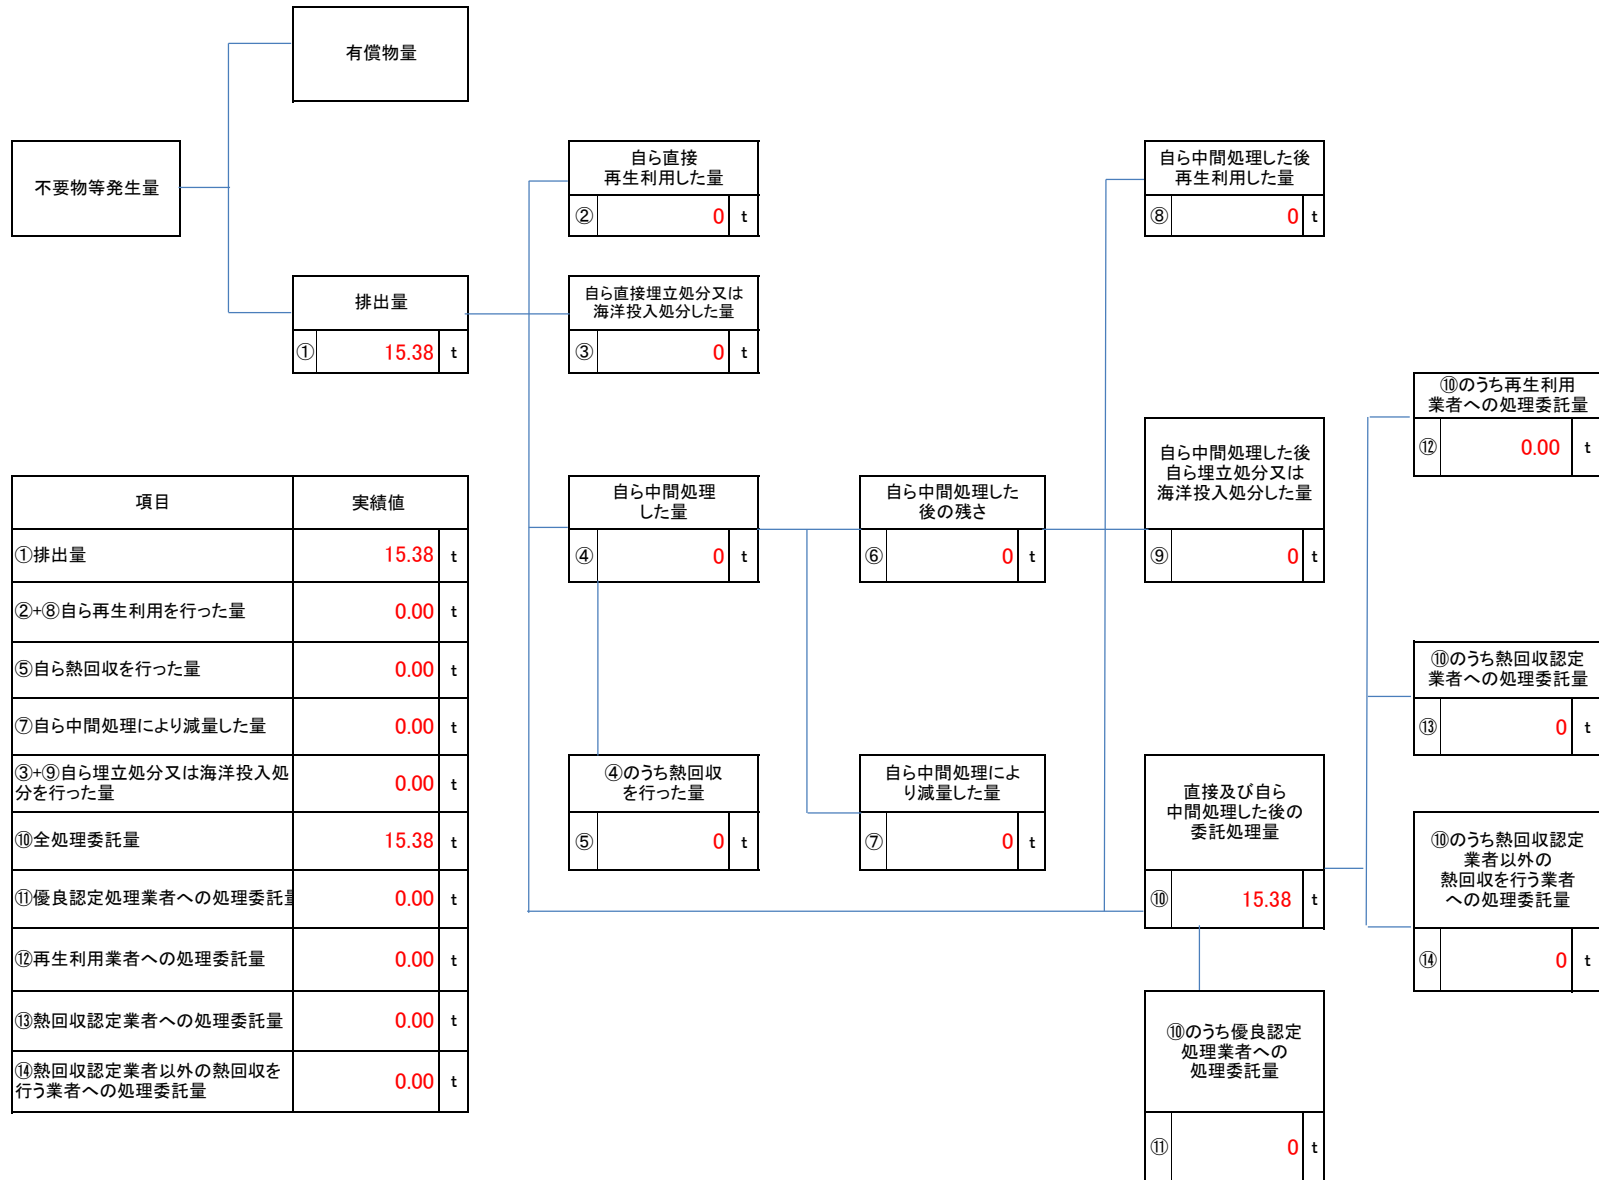 有償物量
不要物等発生量
排出量
① 15.38 t
自ら直接
再生利用した量
② 0 t
自ら直接埋立処分又は
海洋投入処分した量
③ 0 t
自ら中間処理
した量
④ 0 t
④のうち熱回収
を行った量
⑤ 0 t
自ら中間処理した
後の残さ
⑥ 0 t
自ら中間処理によ
り減量した量
⑦ 0 t
自ら中間処理した後
再生利用した量
⑧ 0 t
自ら中間処理した後
自ら埋立処分又は
海洋投入処分した量
⑨ 0 t
直接及び自ら
中間処理した後の
委託処理量
⑩ 15.38 t
⑩のうち優良認定
処理業者への
処理委託量
⑪ 0 t
⑩のうち再生利用
業者への処理委託量
⑫ 0.00 t
⑩のうち熱回収認定
業者への処理委託量
⑬ 0 t
⑩のうち熱回収認定
業者以外の
熱回収を行う業者
への処理委託量
⑭ 0 t
項目 実績値
①排出量 15.38 t
②+⑧自ら再生利用を行った量 0.00 t
⑤自ら熱回収を行った量 0.00 t
⑦自ら中間処理により減量した量 0.00 t
③+⑨自ら埋立処分又は海洋投入処
分を行った量 0.00 t
⑩全処理委託量 15.38 t
⑪優良認定処理業者への処理委託量 0.00 t
⑫再生利用業者への処理委託量 0.00 t
⑬熱回収認定業者への処理委託量 0.00 t
⑭熱回収認定業者以外の熱回収を
行う業者への処理委託量 0.00 t